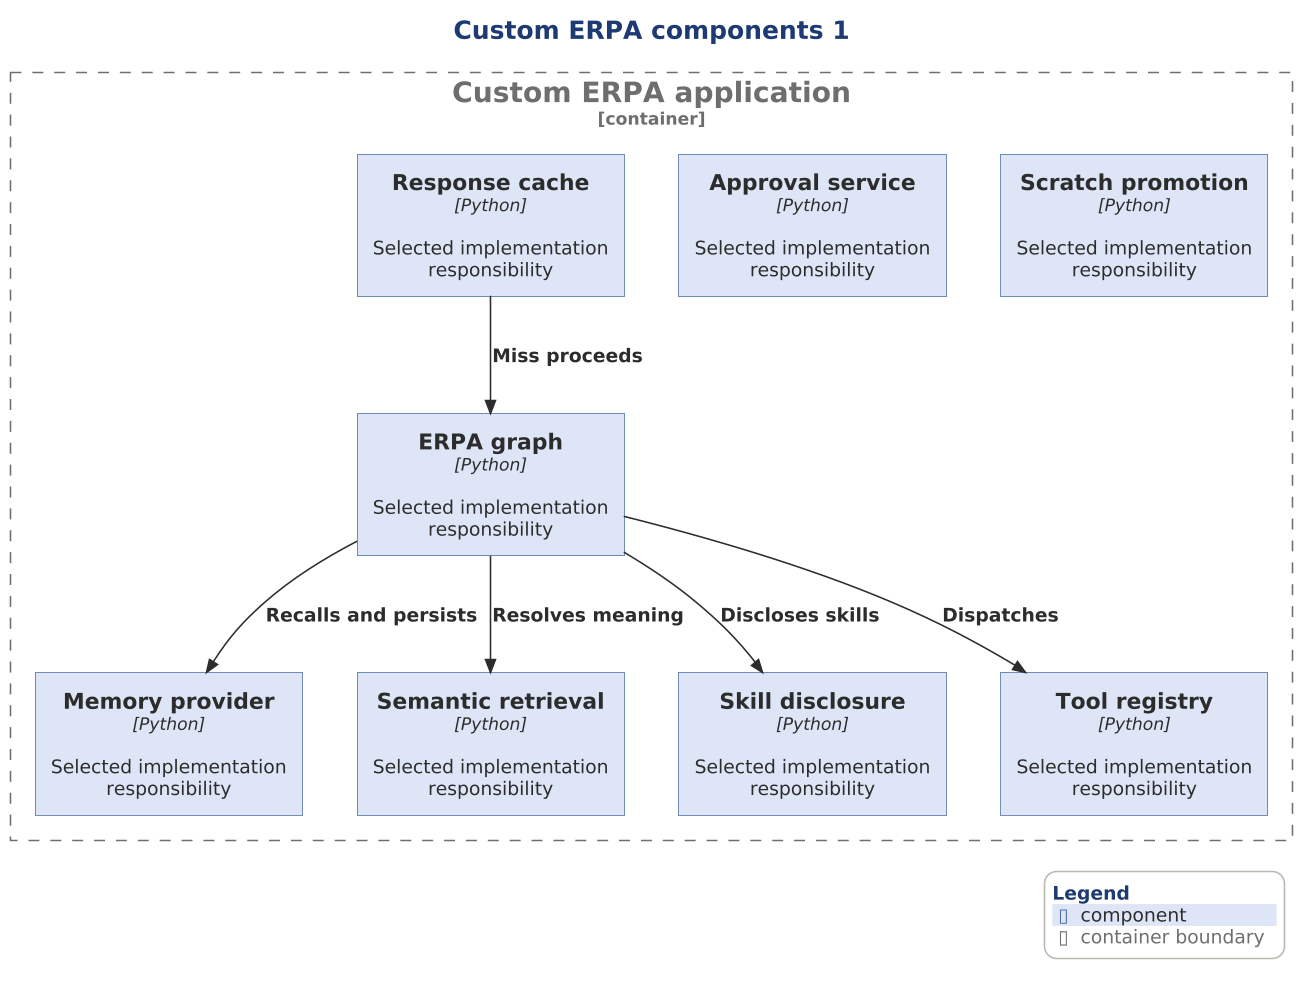 Custom ERPA components 1
Custom ERPA application
[container]
Response cache
[Python]
Selected implementation
responsibility
Approval service
[Python]
Selected implementation
responsibility
Scratch promotion
[Python]
Selected implementation
responsibility
Miss proceeds
ERPA graph
[Python]
Selected implementation
responsibility
Recalls and persists
Resolves meaning
Discloses skills
Dispatches
Memory provider
[Python]
Selected implementation
responsibility
Semantic retrieval
[Python]
Selected implementation
responsibility
Skill disclosure
[Python]
Selected implementation
responsibility
Tool registry
[Python]
Selected implementation
responsibility
Legend
component
container boundary